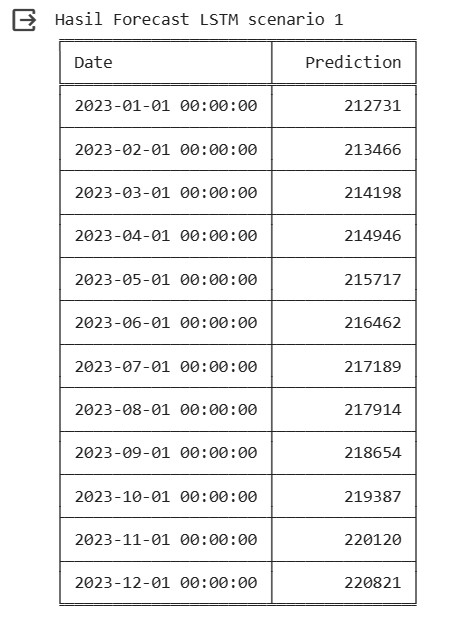 Hasil Forecast LSTM scenario 1
Date Prediction
2023-01-01 00:00:00 212731
2023-02-01 00:00:00 213466
2023-03-01 00:00:00 214198
2023-04-01 00:00:00 214946
2023-05-01 00:00:00 215717
2023-06-01 00:00:00 216462
2023-07-01 00:00:00 217189
2023-08-01 00:00:00 217914
2023-09-01 00:00:00 218654
2023-10-01 00:00:00 219387
2023-11-01 00:00:00 220120
2023-12-01 00:00:00 220821